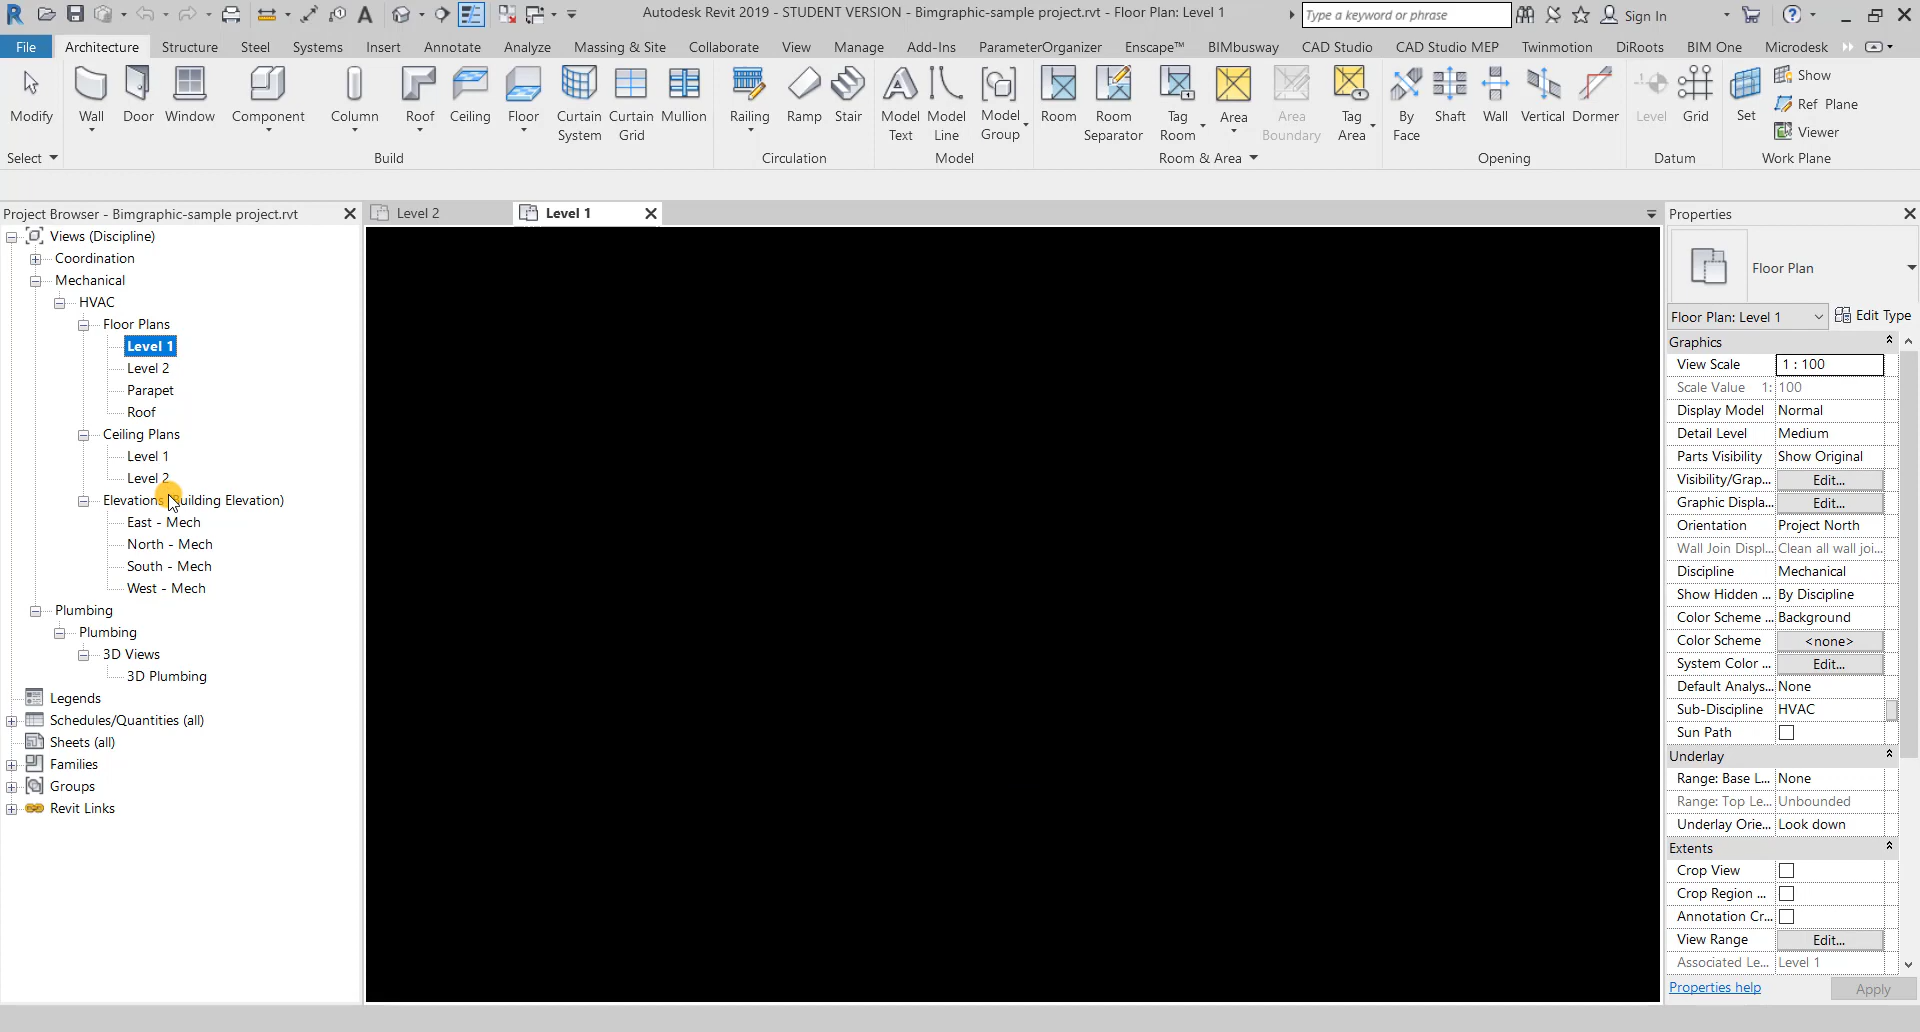 Autodesk Revit 2019 - STUDENT VERSION - Bimgraphic-sample project.rvt - Floor Plan: Level 1
Type a keyword or phrase
Sign In
File Architecture Structure Steel Systems Insert Annotate Analyze Massing & Site Collaborate View Manage Add-Ins ParameterOrganizer Enscape™ BIMbusway CAD Studio CAD Studio MEP Twinmotion DiRoots BIM One Microdesk
Modify
Wall
Door
Window
Component
Column
Roof
Ceiling
Floor
Curtain
System
Curtain
Grid
Mullion
Railing
Ramp
Stair
Model
Text
Model
Line
Model
Group
Room
Room
Separator
Tag
Room
Area
Area
Boundary
Tag
Area
By
Face
Shaft
Wall
Vertical
Dormer
Level
Grid
Set
Show
Ref Plane
Viewer
Select
Build
Circulation
Model
Room & Area
Opening
Datum
Work Plane
Project Browser - Bimgraphic-sample project.rvt
Views (Discipline)
Coordination
Mechanical
HVAC
Floor Plans
Level 1
Level 2
Parapet
Roof
Ceiling Plans
Level 1
Level 2
Elevations (Building Elevation)
East - Mech
North - Mech
South - Mech
West - Mech
Plumbing
Plumbing
3D Views
3D Plumbing
Legends
Schedules/Quantities (all)
Sheets (all)
Families
Groups
Revit Links
Level 2
Level 1
Properties
Floor Plan
Floor Plan: Level 1
Edit Type
Graphics
View Scale 1 : 100
Scale Value 1: 100
Display Model Normal
Detail Level Medium
Parts Visibility Show Original
Visibility/Grap... Edit...
Graphic Displa... Edit...
Orientation Project North
Wall Join Displ... Clean all wall joi...
Discipline Mechanical
Show Hidden ... By Discipline
Color Scheme ... Background
Color Scheme <none>
System Color ... Edit...
Default Analys... None
Sub-Discipline HVAC
Sun Path
Underlay
Range: Base L... None
Range: Top Le... Unbounded
Underlay Orie... Look down
Extents
Crop View
Crop Region ...
Annotation Cr...
View Range Edit...
Associated Le... Level 1
Properties help
Apply